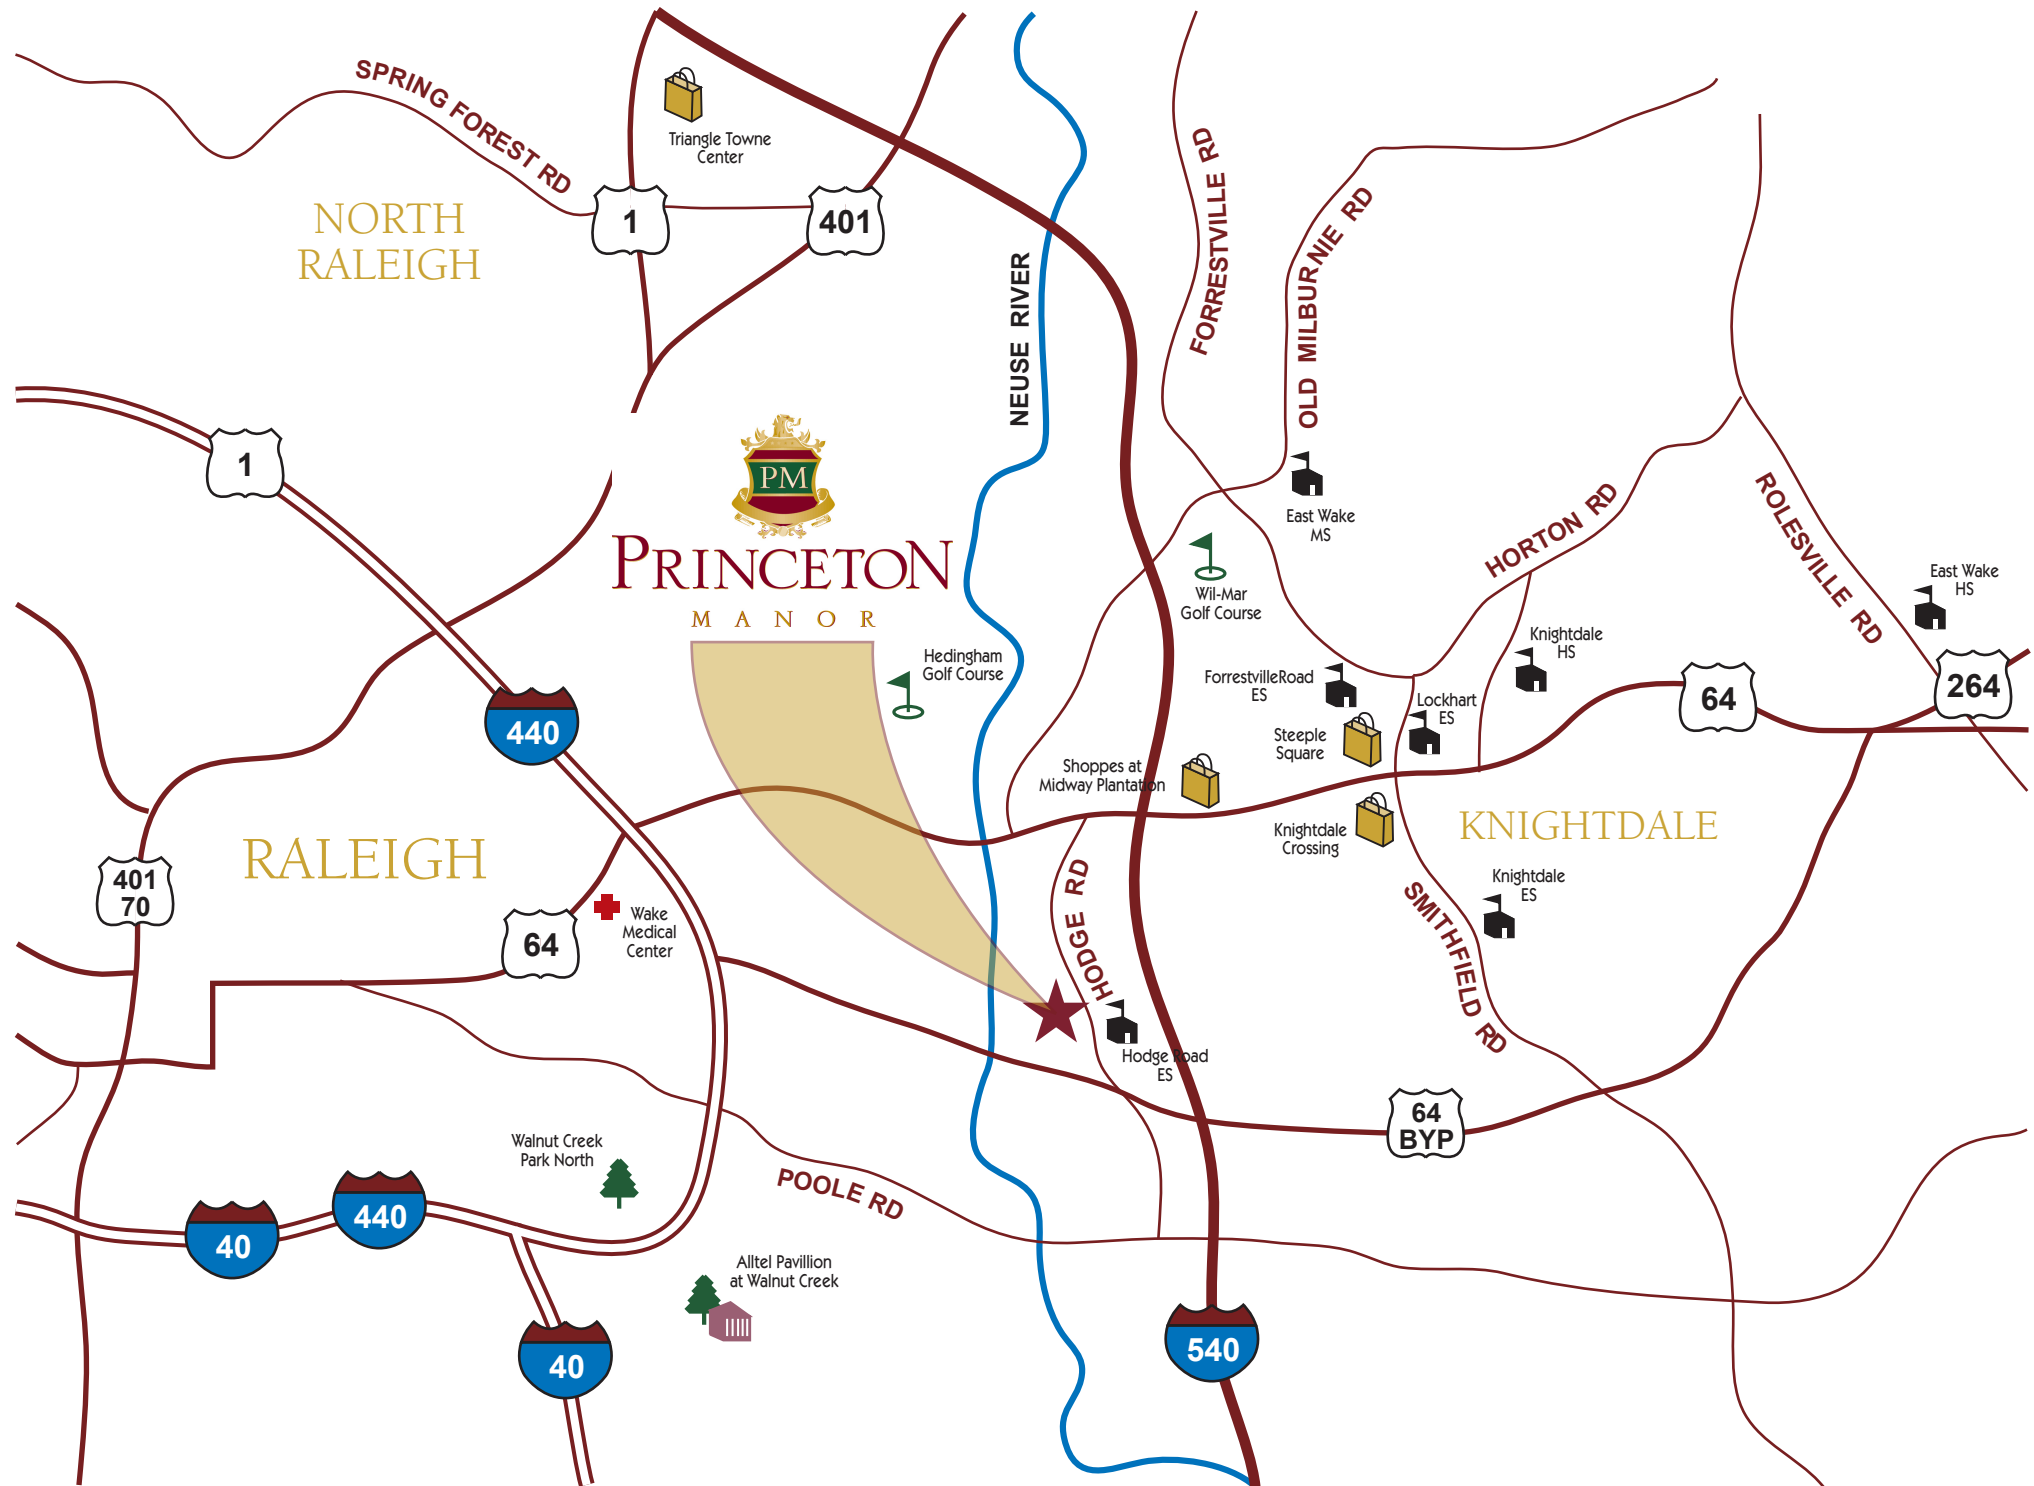 SPRING FOREST RD
Triangle Towne
Center
NORTH
RALEIGH
1
401
NEUSE RIVER
FORRESTVILLE RD
OLD MILBURNIE RD
1
PM
PRINCETON
MANOR
East Wake
MS
HORTON RD
ROLESVILLE RD
East Wake
HS
Wil-Mar
Golf Course
Knightdale
HS
Hedingham
Golf Course
ForrestvilleRoad
ES
Lockhart
ES
64
264
440
Steeple
Square
Shoppes at
Midway Plantation
Knightdale
Crossing
KNIGHTDALE
RALEIGH
401
70
64
Wake
Medical
Center
HODGE RD
Knightdale
ES
SMITHFIELD RD
Hodge Road
ES
64
BYP
Walnut Creek
Park North
POOLE RD
440
40
Alltel Pavillion
at Walnut Creek
40
540